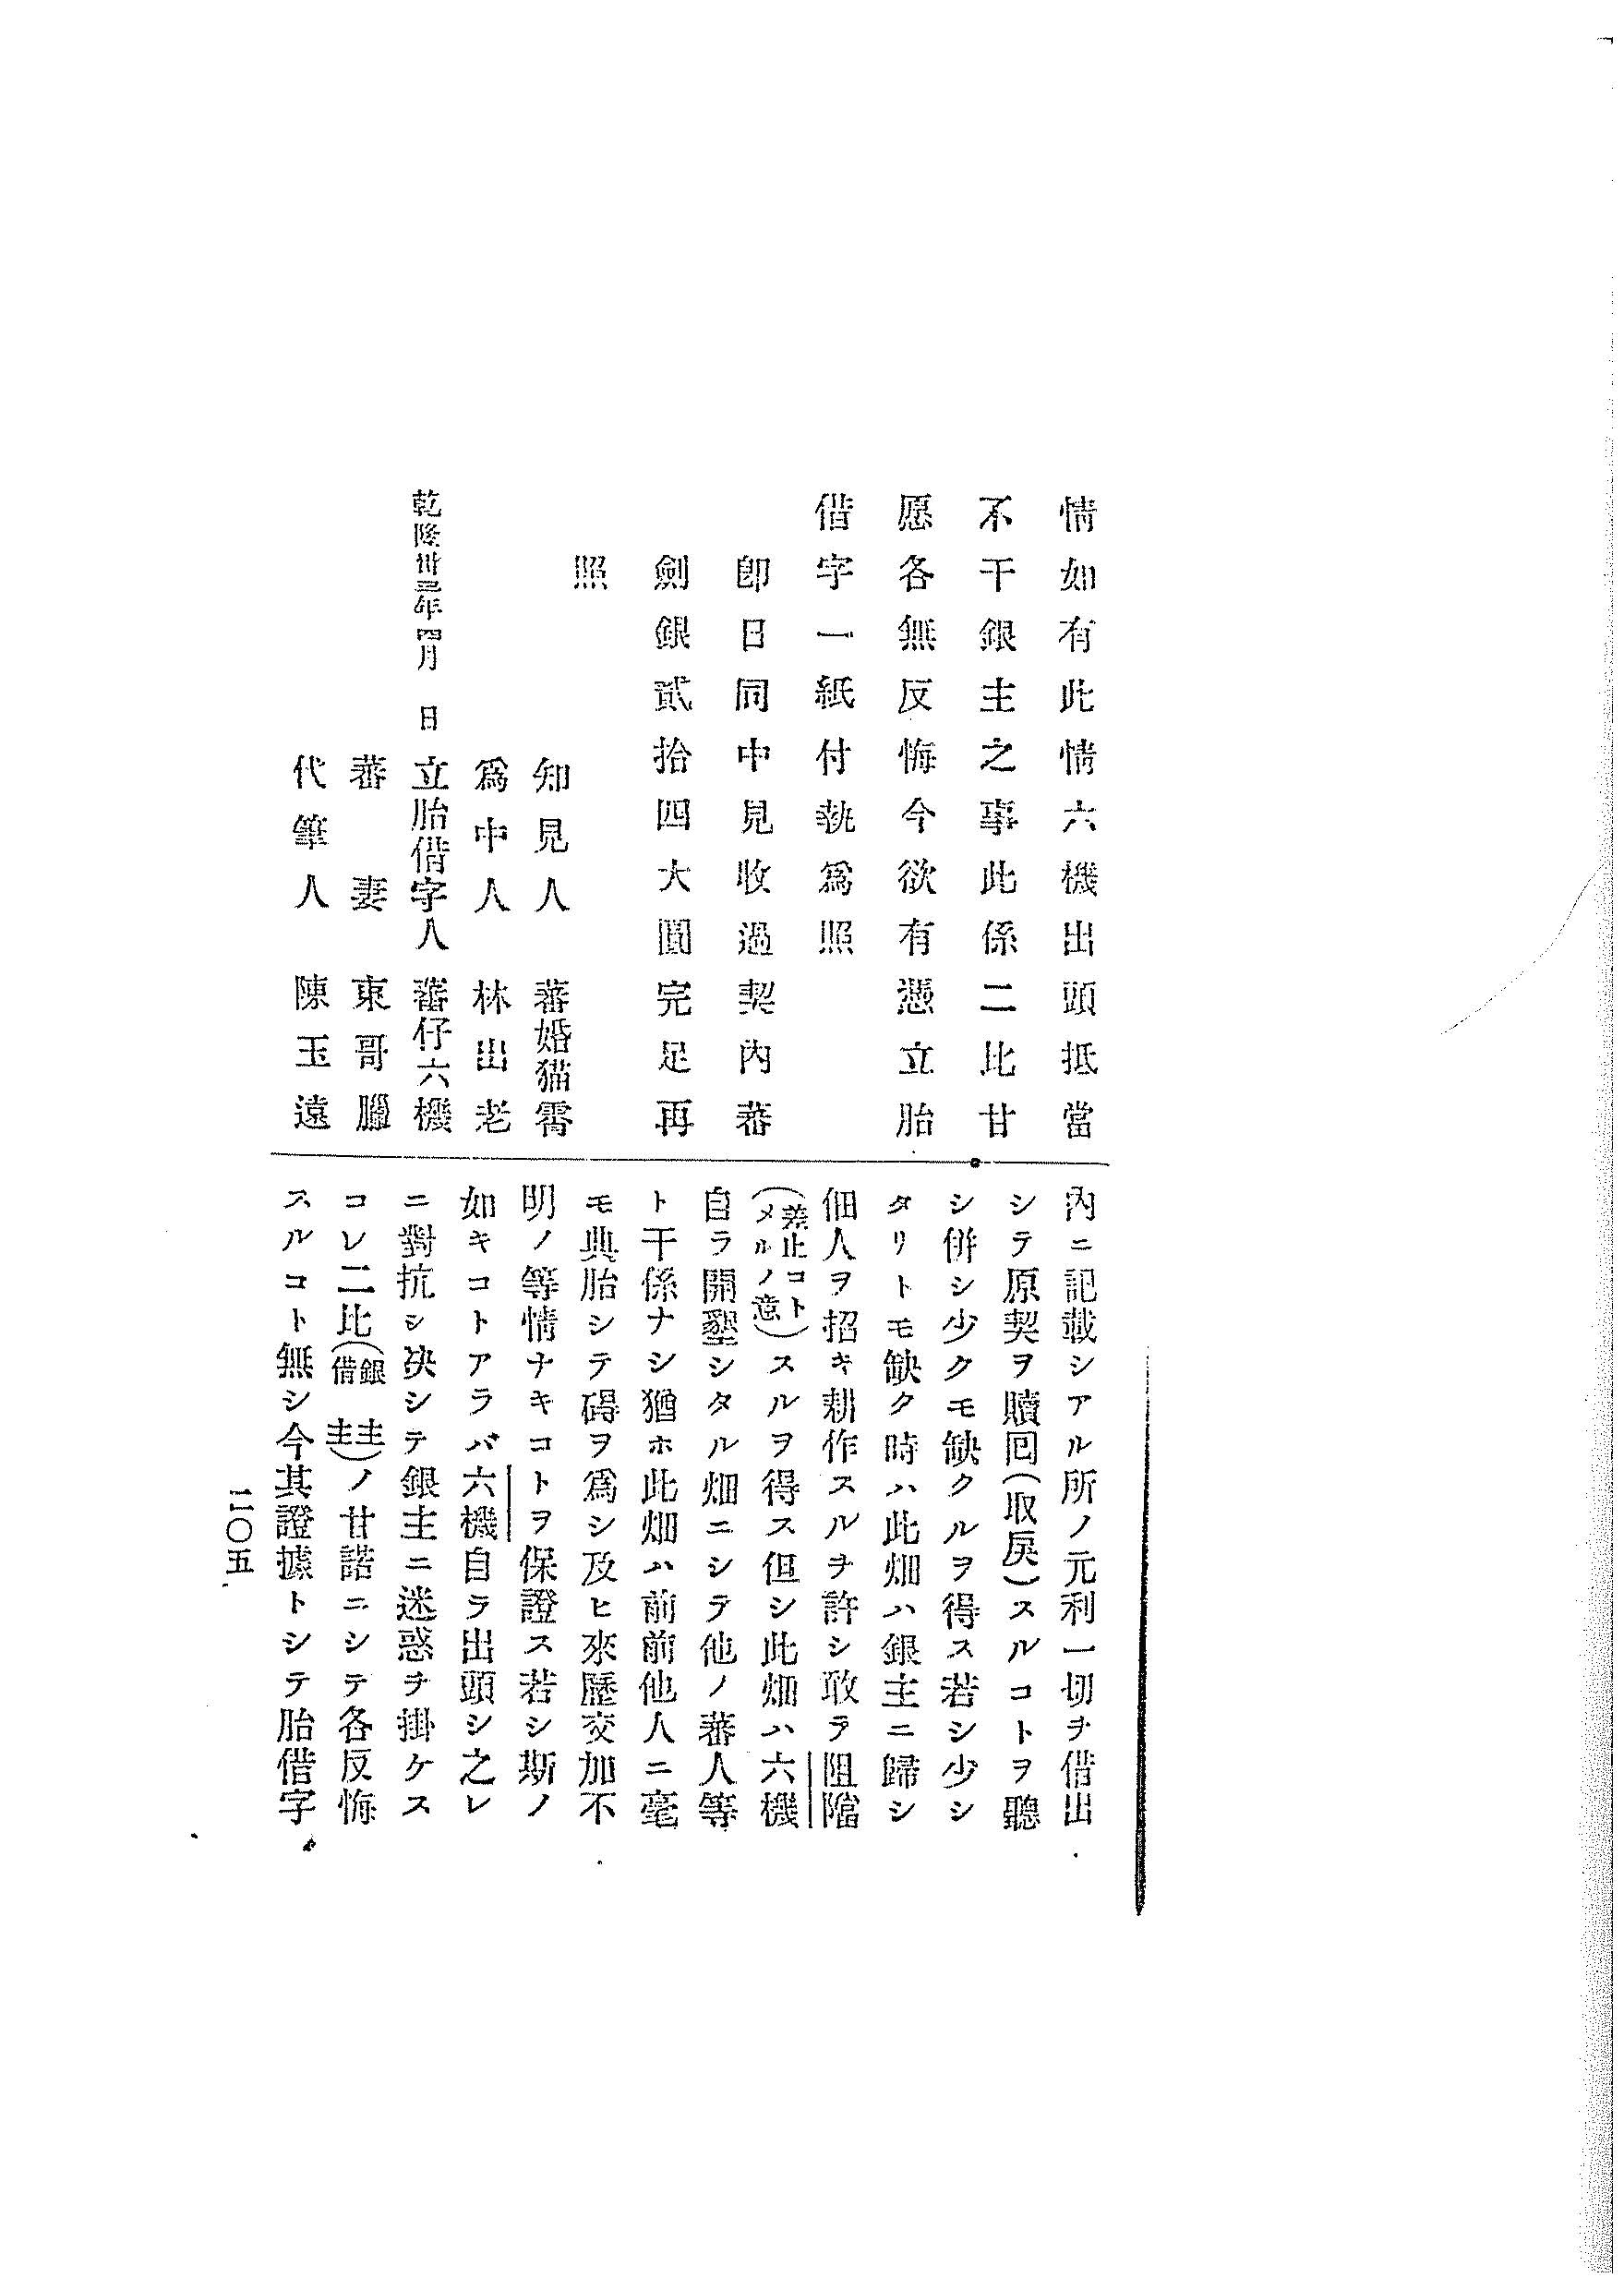 情如有此情六機出頭抵當
不干銀主之事此係二比甘
愿各無反悔今欲有憑立胎
借字一紙付執爲照
卽日同中見收過契內蕃
劍銀貳拾四大圓完足再
照
知見人 蕃婿猫霄
爲中人 林出老
乾隆卅三年四月 日 立胎借字人 蕃仔六機
蕃妻 東哥臘
代筆人 陳玉遠
內ニ記載シアル所ノ元利一切ヲ借出
シテ原契ヲ贖囘(取戾)スルコトヲ聽
シ併シ少クモ缺クルヲ得ス若シ少シ
タリトモ缺ク時ハ此畑ハ銀主ニ歸シ
佃人ヲ招キ耕作スルヲ許シ敢テ阻隘
(差止コトメルノ意)スルヲ得ス但シ此畑ハ六機
自ラ開墾シタル畑ニシテ他ノ蕃人等
ト干係ナシ猶ホ此畑ハ前前他人ニ毫
モ典胎シテ碍ヲ爲シ及ヒ來歷交加不
明ノ等情ナキコトヲ保證ス若シ斯ノ
如キコトアラバ六機自ラ出頭シ之レ
ニ對抗シ決シテ銀主ニ迷惑ヲ掛ケス
コレ二比(銀主借主)ノ甘諾ニシテ各反悔
スルコト無シ今其證據トシテ胎借字
二〇五